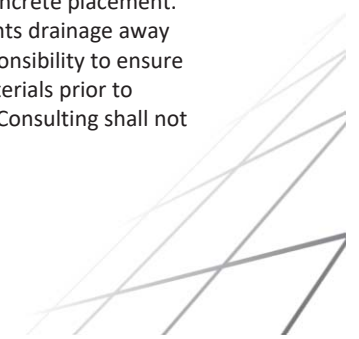 ncrete placement.
nts drainage away
onsibility to ensure
erials prior to
Consulting shall not